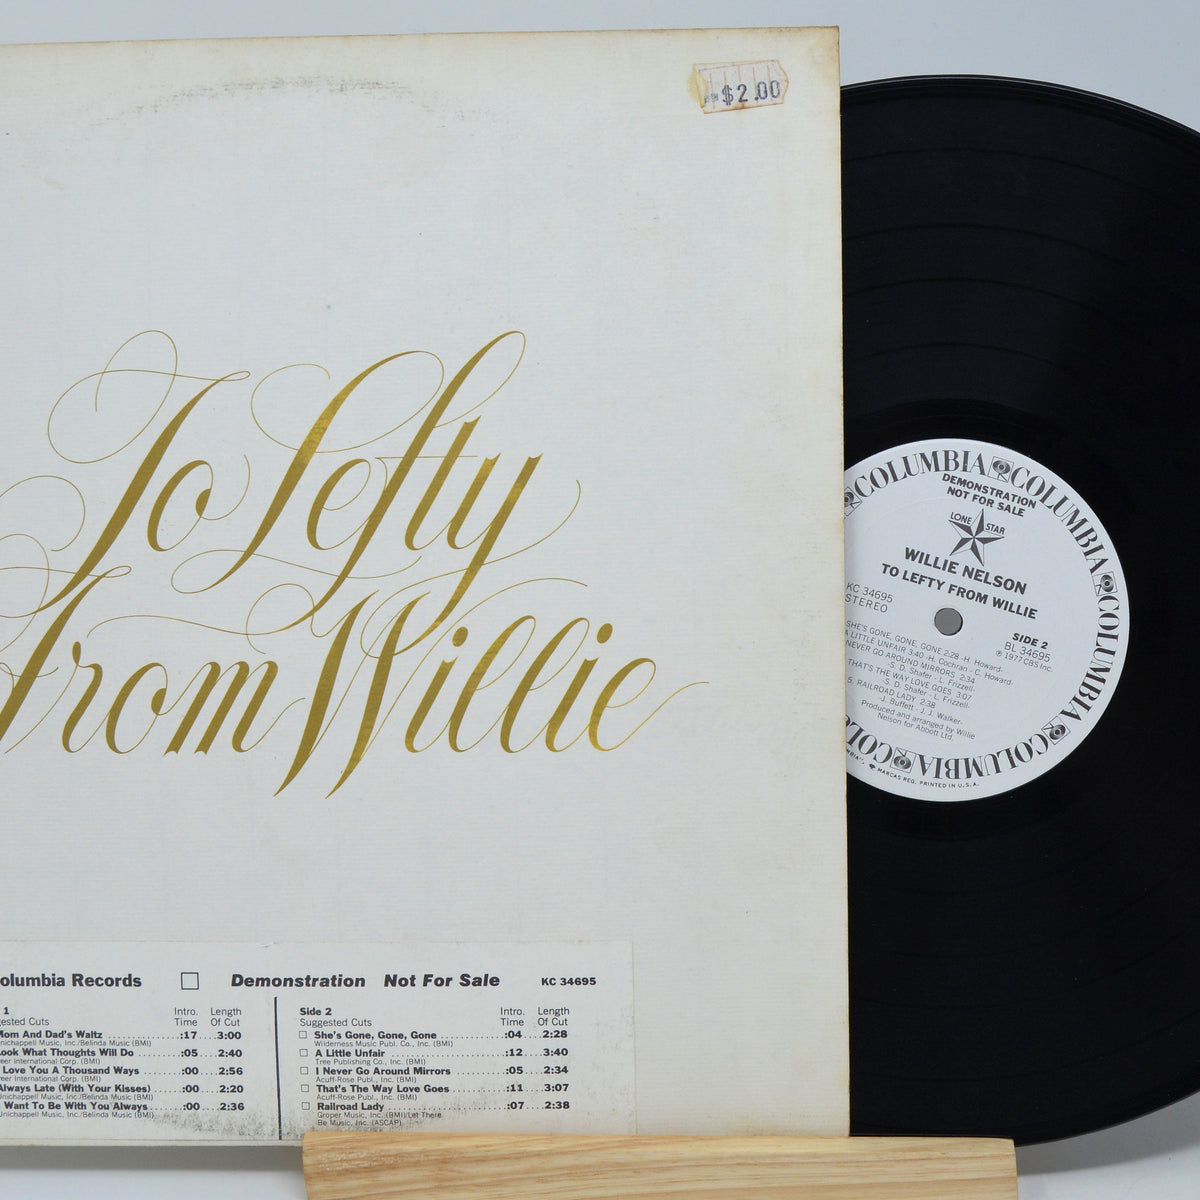 $2.00
To Lefty
From Willie
olumbia Records ☐ Demonstration Not For Sale KC 34695
1 Intro. Length
ested Cuts Time Of Cut
Mom And Dad's Waltz :17 3:00
nichappell Music, Inc./Belinda Music (BMI)
Look What Thoughts Will Do :05 2:40
eer International Corp. (BMI)
Love You A Thousand Ways :00 2:56
eer International Corp. (BMI)
Always Late (With Your Kisses) :00 2:20
nichappell Music, Inc./Belinda Music (BMI)
Want To Be With You Always :00 2:36
nichappell Music, Inc./Belinda Music (BMI)
Side 2 Intro. Length
Suggested Cuts Time Of Cut
☐ She's Gone, Gone, Gone :04 2:28
Wilderness Music Publ. Co., Inc. (BMI)
☐ A Little Unfair :12 3:40
Tree Publishing Co., Inc. (BMI)
☐ I Never Go Around Mirrors :05 2:34
Acuff-Rose Publ., Inc. (BMI)
☐ That's The Way Love Goes :11 3:07
Acuff-Rose Publ., Inc. (BMI)
☐ Railroad Lady :07 2:38
Groper Music, Inc. (BMI)/Let There
Be Music, Inc. (ASCAP)
COLUMBIA COLUMBIA COLUMBIA COLUMBIA COLUMBIA COL
DEMONSTRATION
NOT FOR SALE
LONE STAR
WILLIE NELSON
TO LEFTY FROM WILLIE
KC 34695
STEREO
SIDE 2
BL 34695
℗ 1977 CBS Inc.
SHE'S GONE, GONE, GONE 2:28 -H. Howard-
A LITTLE UNFAIR 3:40 -H. Cochran - C. Howard-
NEVER GO AROUND MIRRORS 2:34
-S. D. Shafer - L. Frizzell-
THAT'S THE WAY LOVE GOES 3:07
-S. D. Shafer - L. Frizzell-
5. RAILROAD LADY 2:38
-J. Buffett - J. J. Walker-
Produced and arranged by Willie
Nelson for Abbott Ltd.
MARCAS REG. PRINTED IN U.S.A.